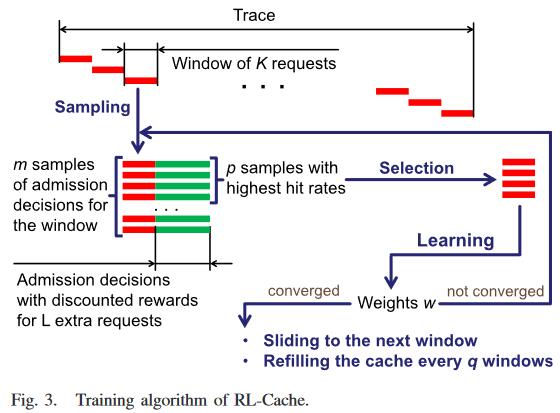 Trace
Window of K requests
. . .
Sampling
m samples
of admission
decisions for
the window
p samples with
highest hit rates
Selection
. . .
Learning
Admission decisions
with discounted rewards
for L extra requests
converged
Weights w
not converged
• Sliding to the next window
• Refilling the cache every q windows
Fig. 3. Training algorithm of RL-Cache.